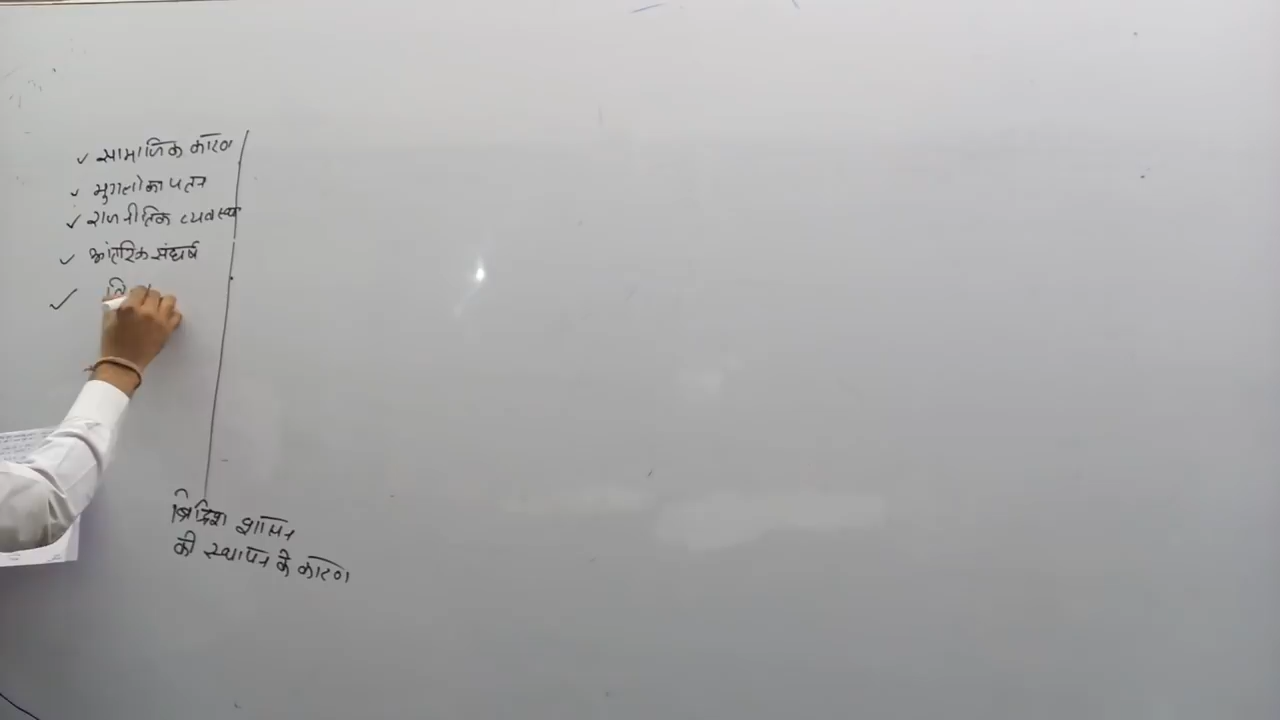 सामाजिक कारण
मुगलो का पतन
राजनीतिक व्यवस्था
आंतरिक संघर्ष
ब्रिटिश शासन
की स्थापन के कारण